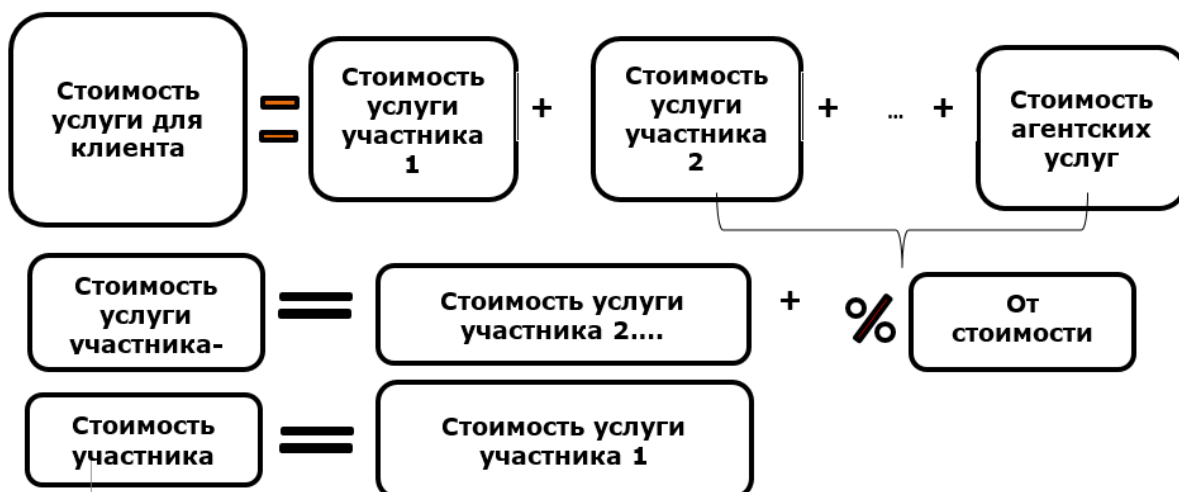 Стоимость
услуги для
клиента
=
Стоимость
услуги
участника
1
+
Стоимость
услуги
участника
2
+
...
+
Стоимость
агентских
услуг
Стоимость
услуги
участника-
=
Стоимость услуги
участника 2....
+
%
От
стоимости
Стоимость
участника
=
Стоимость услуги
участника 1